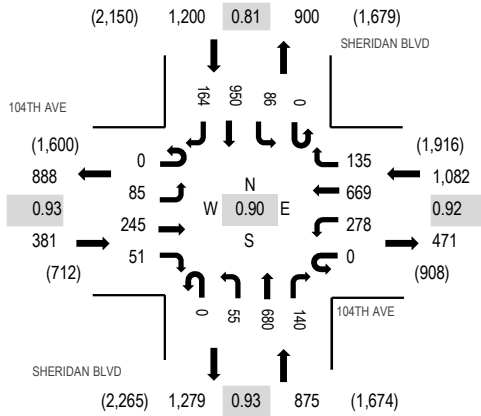 (2,150) 1,200 0.81 900 (1,679)
SHERIDAN BLVD
104TH AVE
164 950 86 0
(1,600)
888
0.93
381
(712)
0
85
245
51
N
W 0.90 E
S
135
669
278
0
(1,916)
1,082
0.92
471
(908)
0 55 680 140
104TH AVE
SHERIDAN BLVD
(2,265) 1,279 0.93 875 (1,674)